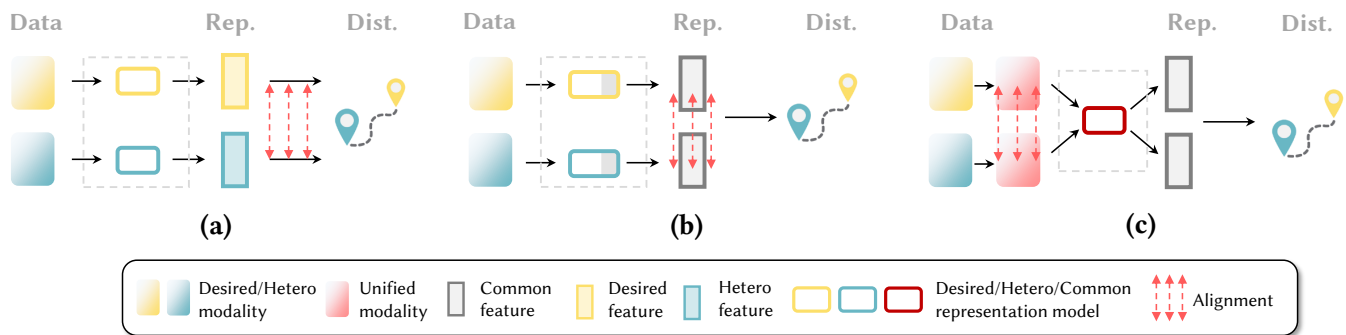 Data Rep. Dist.
(a)
Data Rep. Dist.
(b)
Data Rep. Dist.
(c)
Desired/Hetero
modality
Unified
modality
Common
feature
Desired
feature
Hetero
feature
Desired/Hetero/Common
representation model
Alignment